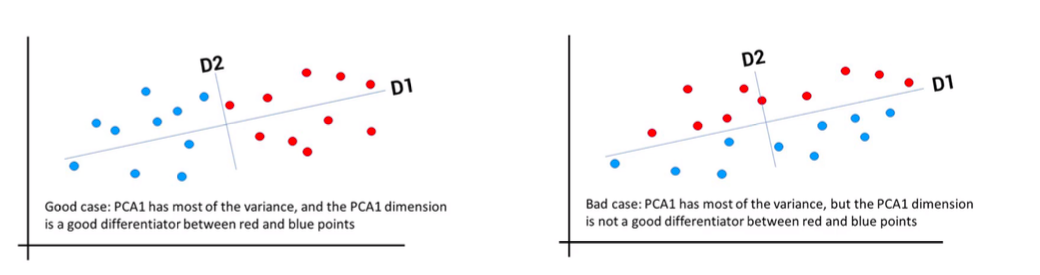 D2
D1
Good case: PCA1 has most of the variance, and the PCA1 dimension
is a good differentiator between red and blue points
D2
D1
Bad case: PCA1 has most of the variance, but the PCA1 dimension
is not a good differentiator between red and blue points